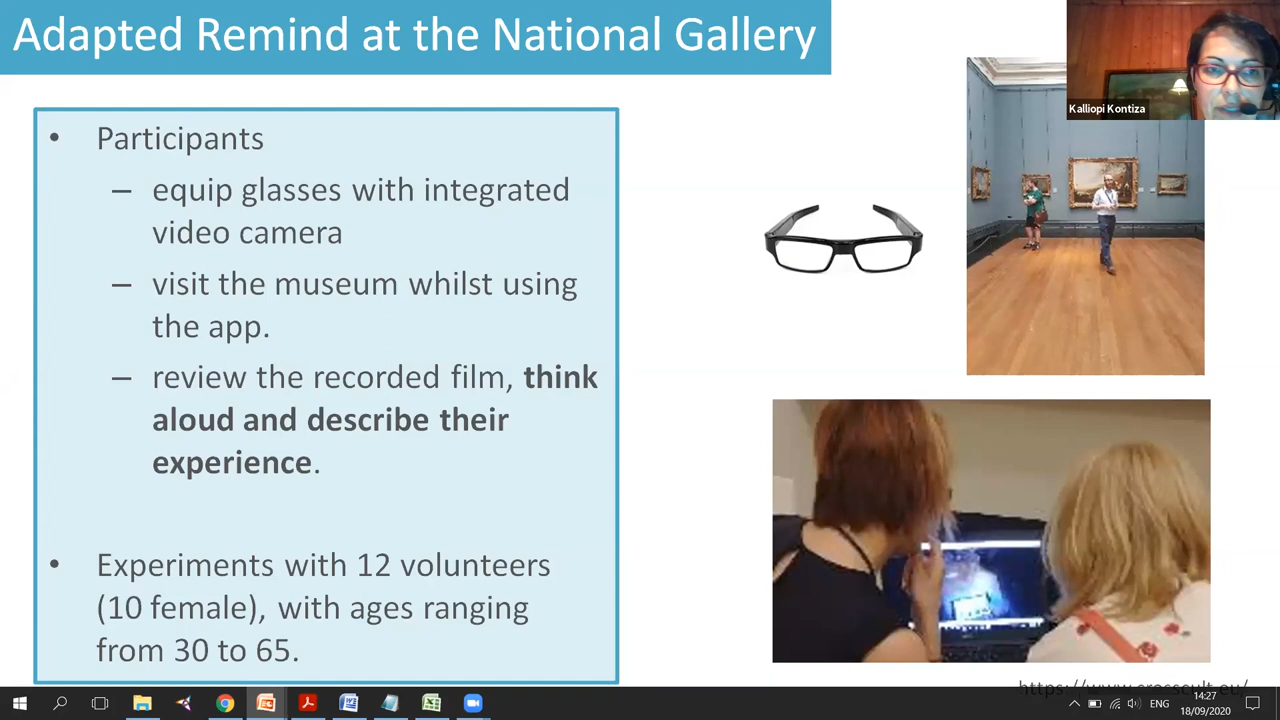 Adapted Remind at the National Gallery
Kalliopi Kontiza
• Participants
– equip glasses with integrated
video camera
– visit the museum whilst using
the app.
– review the recorded film, think
aloud and describe their
experience.
• Experiments with 12 volunteers
(10 female), with ages ranging
from 30 to 65.
https://www.crosscult.eu/
ENG
14:27
18/09/2020